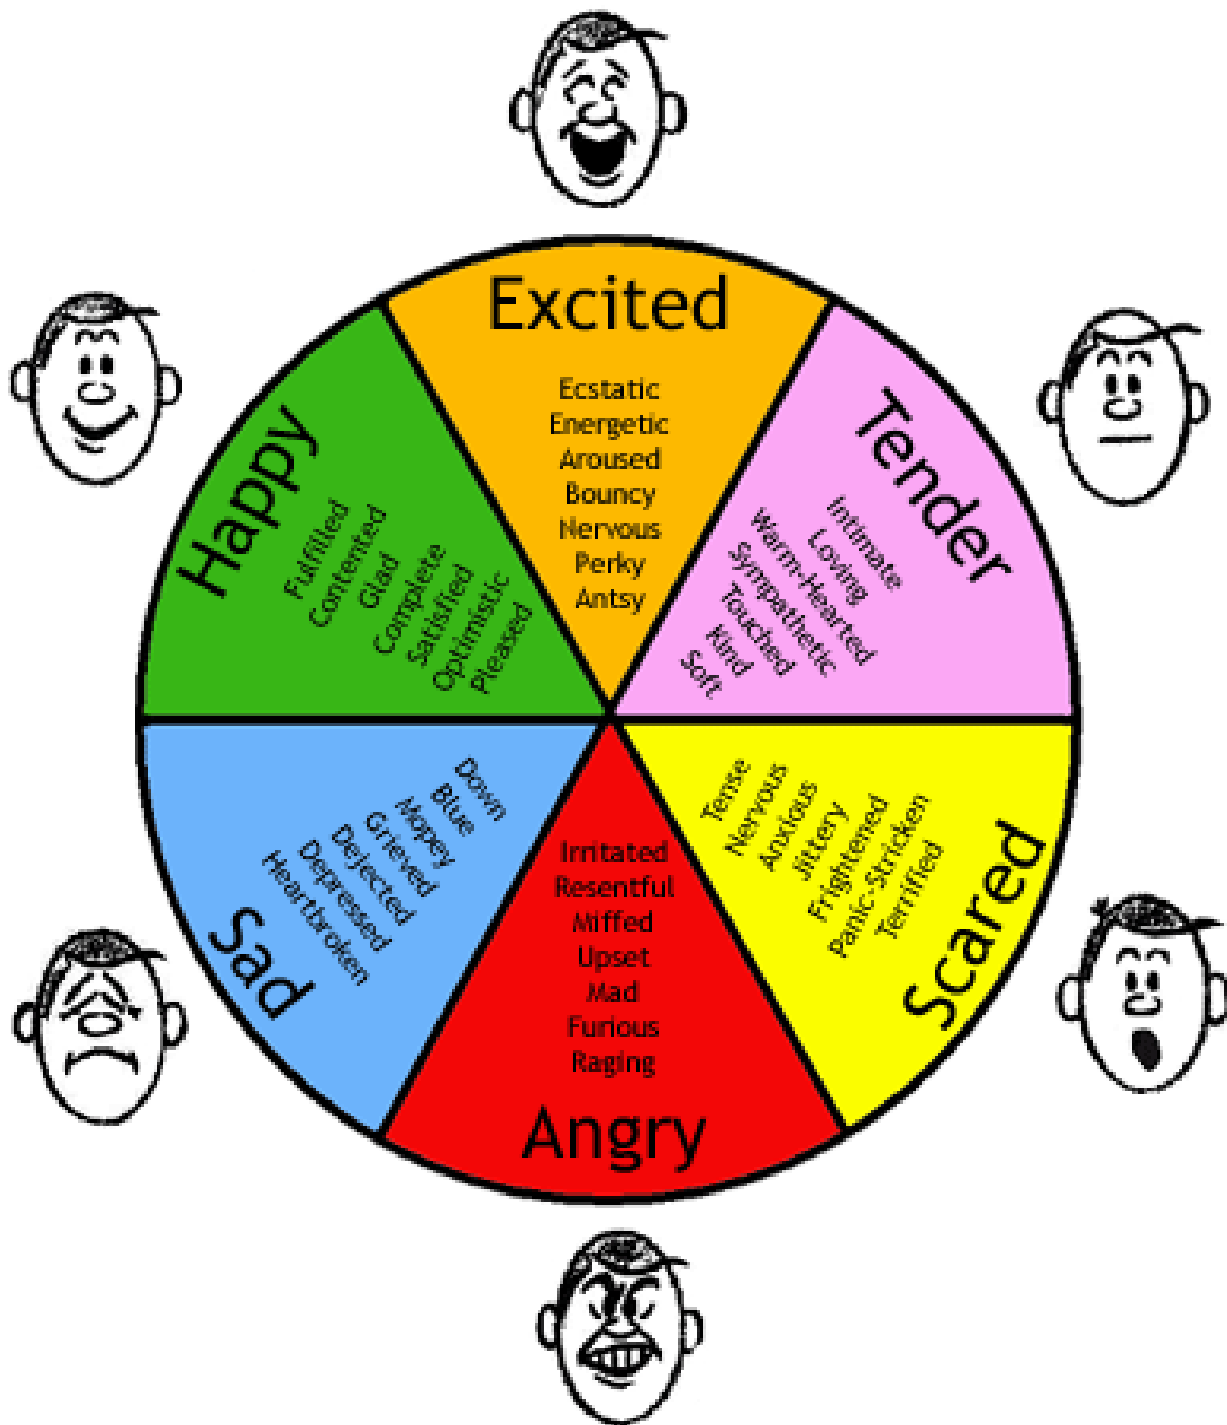 Excited
Ecstatic
Energetic
Aroused
Bouncy
Nervous
Perky
Antsy
Tender
Intimate
Loving
Warm-Hearted
Sympathetic
Touched
Kind
Soft
Scared
Tense
Nervous
Anxious
Jittery
Frightened
Panic-Stricken
Terrified
Angry
Irritated
Resentful
Miffed
Upset
Mad
Furious
Raging
Sad
Down
Blue
Mopey
Grieved
Dejected
Depressed
Heartbroken
Happy
Fulfilled
Contented
Glad
Complete
Satisfied
Optimistic
Pleased